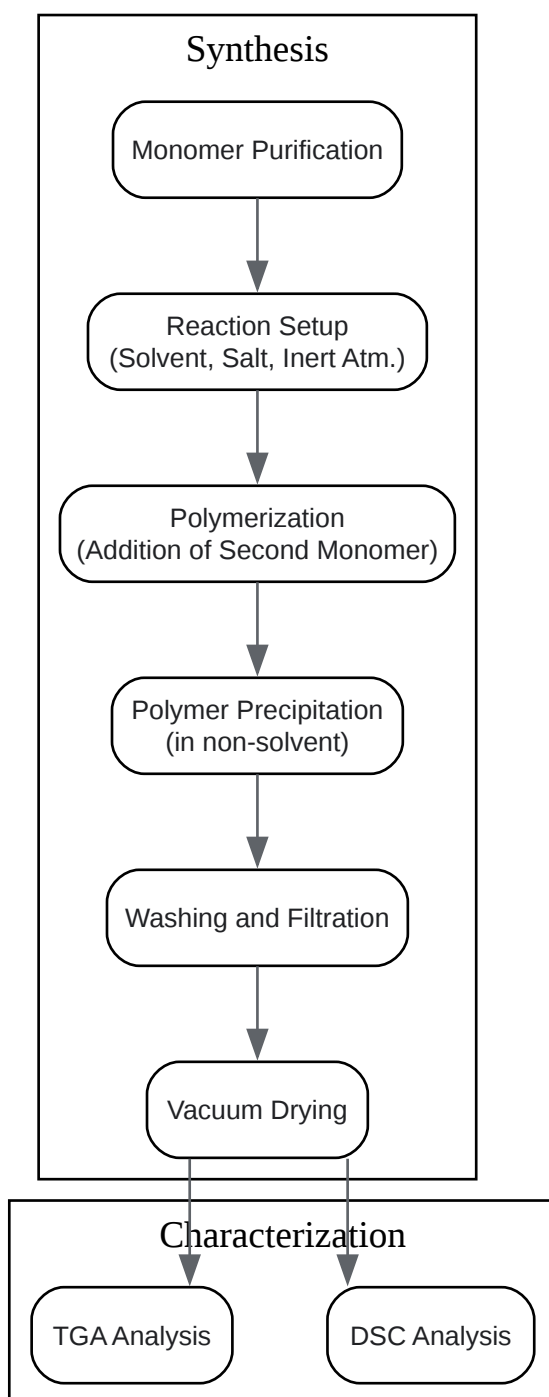 Synthesis
Monomer Purification
Reaction Setup
(Solvent, Salt, Inert Atm.)
Polymerization
(Addition of Second Monomer)
Polymer Precipitation
(in non-solvent)
Washing and Filtration
Vacuum Drying
Characterization
TGA Analysis
DSC Analysis